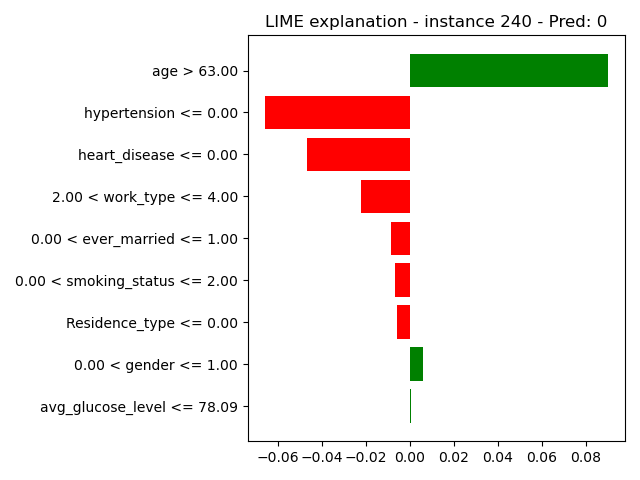 LIME explanation - instance 240 - Pred: 0
age > 63.00
hypertension <= 0.00
heart_disease <= 0.00
2.00 < work_type <= 4.00
0.00 < ever_married <= 1.00
0.00 < smoking_status <= 2.00
Residence_type <= 0.00
0.00 < gender <= 1.00
avg_glucose_level <= 78.09
−0.06 −0.04 −0.02 0.00 0.02 0.04 0.06 0.08